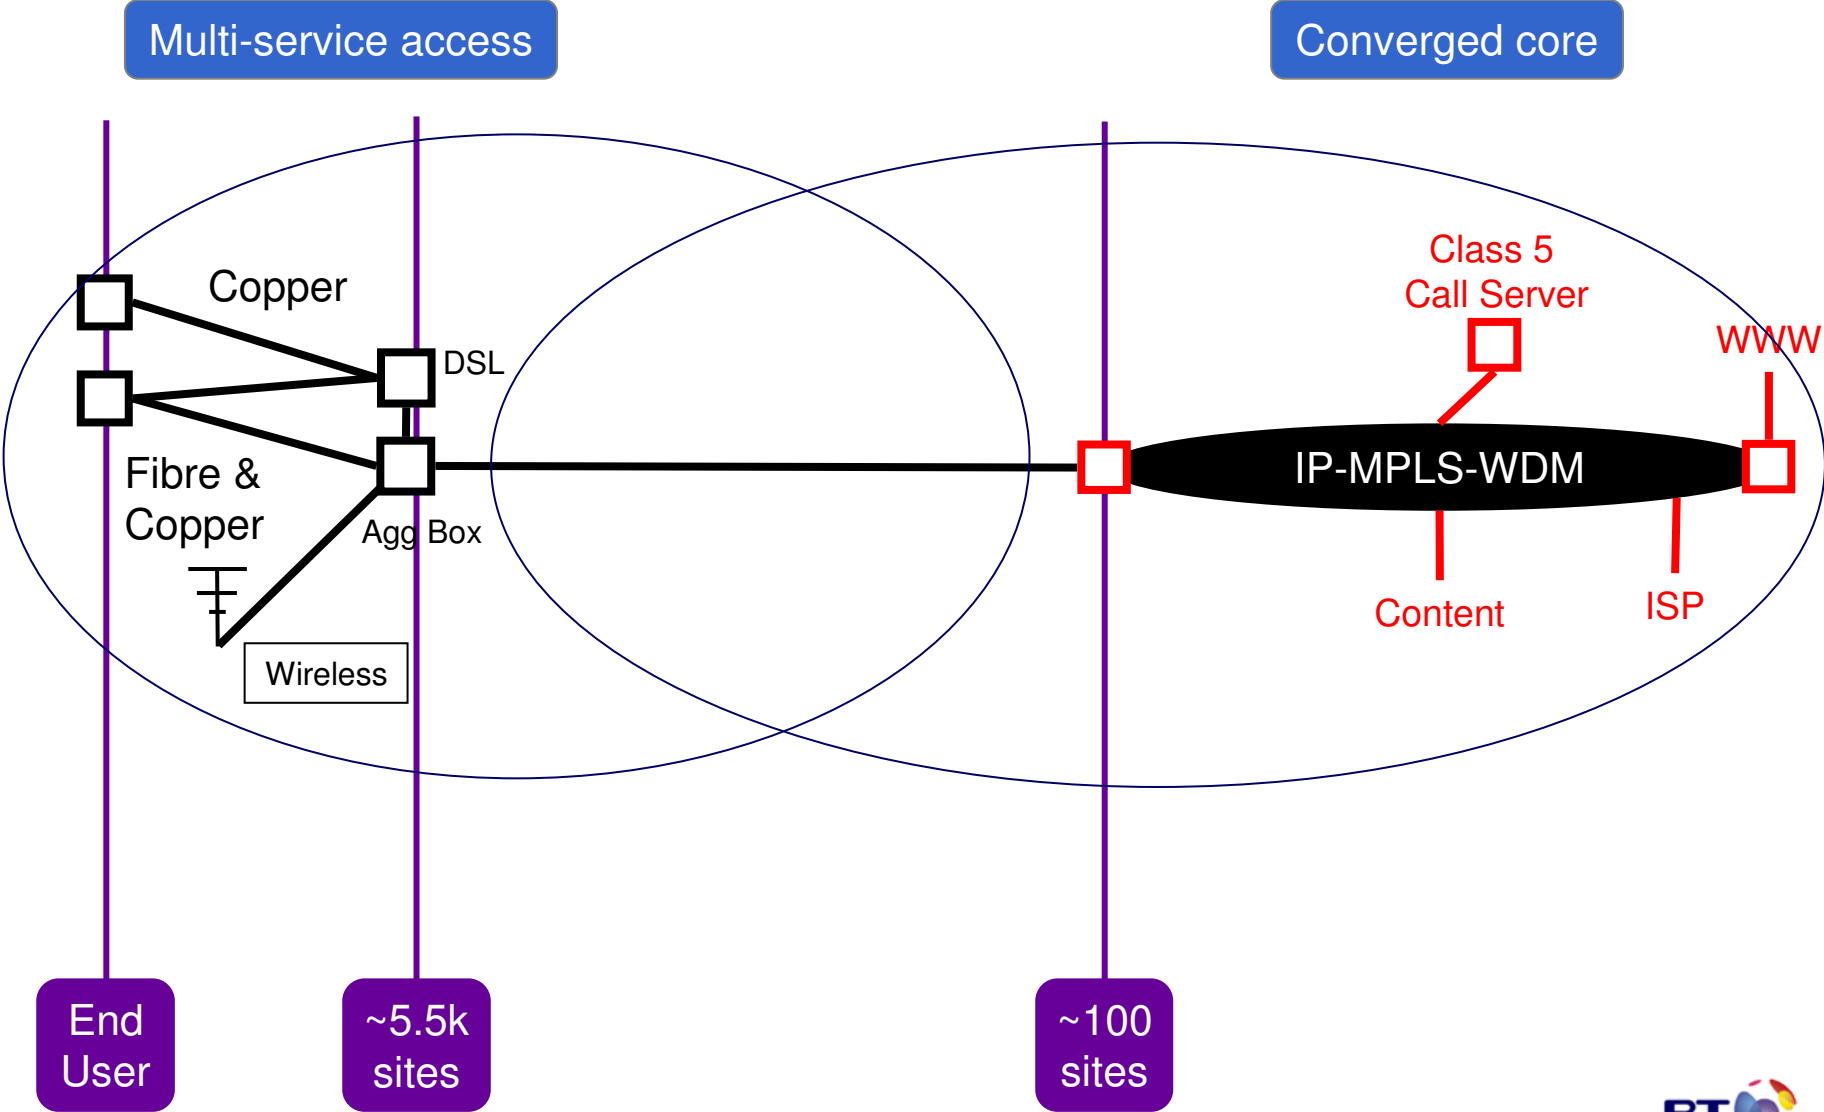 Multi-service access
Converged core
Copper
DSL
Fibre &
Copper
Agg Box
Wireless
Class 5
Call Server
WWW
IP-MPLS-WDM
Content
ISP
End
User
~5.5k
sites
~100
sites
BT